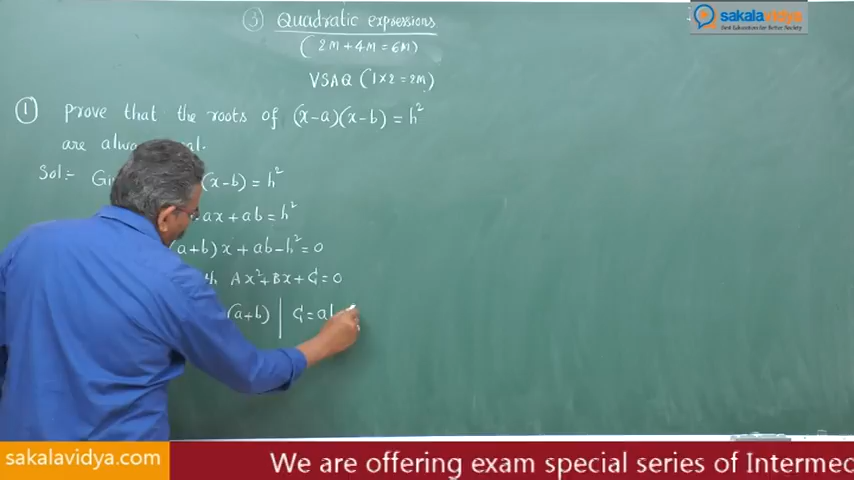 ③ Quadratic expressions
(2M + 4M = 6M)
VSAQ (1×2 = 2M)
① Prove that the roots of (x-a)(x-b) = h²
are
Sol:-
(x-b) = h²
ax + ab = h²
(a+b)x + ab - h² = 0
Ax² + Bx + C = 0
(a+b) | C = ab
sakalavidya
sakalavidya.com
We are offering exam special series of Intermed